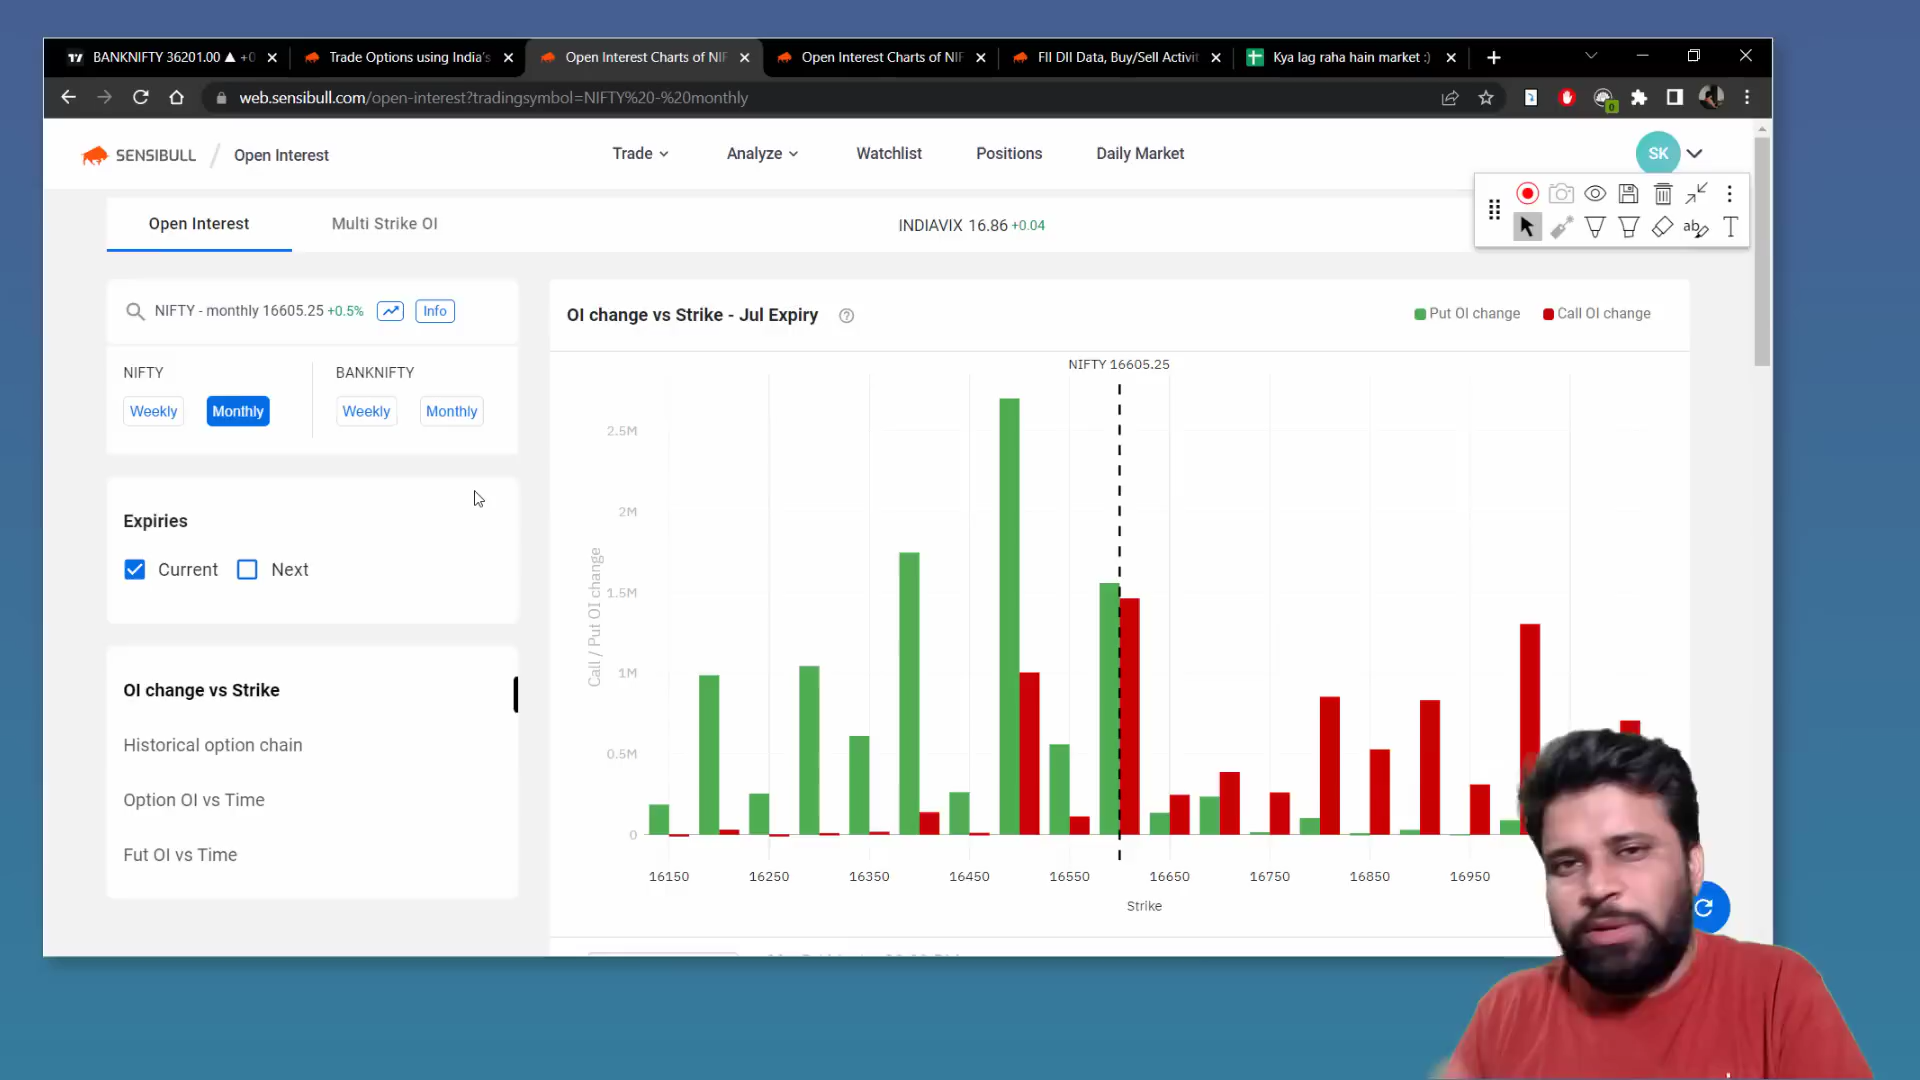 BANKNIFTY 36201.00 ▲ +0
Trade Options using India's
Open Interest Charts of NIF
Open Interest Charts of NIF
FII DII Data, Buy/Sell Activit
Kya lag raha hain market :)
web.sensibull.com/open-interest?tradingsymbol=NIFTY%20-%20monthly
0
SENSIBULL / Open Interest
Trade
Analyze
Watchlist
Positions
Daily Market
SK
Open Interest
Multi Strike OI
INDIAVIX 16.86 +0.04
NIFTY - monthly 16605.25 +0.5%
Info
NIFTY
BANKNIFTY
Weekly
Monthly
Weekly
Monthly
Expiries
Current
Next
OI change vs Strike
Historical option chain
Option OI vs Time
Fut OI vs Time
OI change vs Strike - Jul Expiry
Put OI change
Call OI change
NIFTY 16605.25
2.5M
2M
1.5M
1M
0.5M
0
Call / Put OI change
16150
16250
16350
16450
16550
16650
16750
16850
16950
Strike